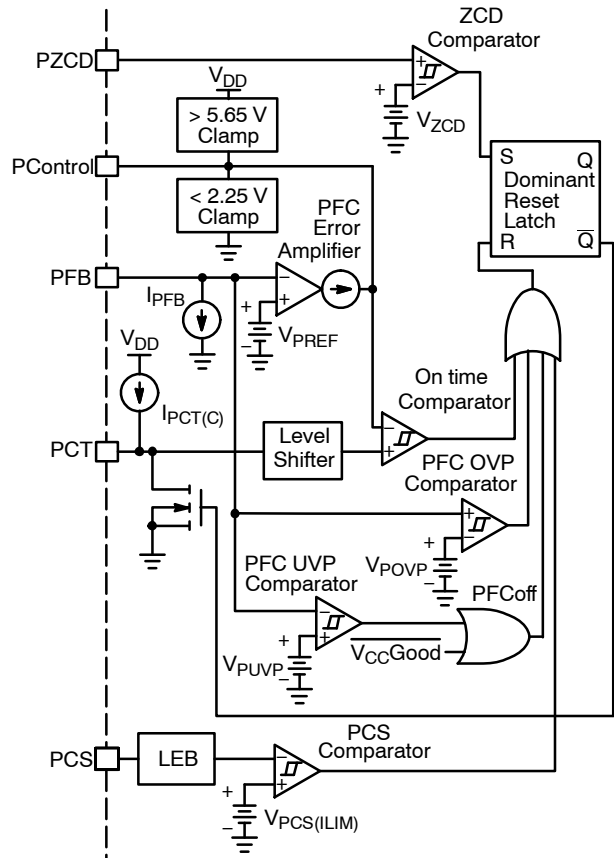 ZCD
Comparator
PZCD
+
−
+
VDD
VZCD
> 5.65 V
Clamp
PControl
< 2.25 V
Clamp
PFC
Error
Amplifier
S Q
Dominant
Reset
Latch
R Q̅
PFB
−
+
IPFB
+
−
VPREF
VDD
IPCT(C)
On time
Comparator
PCT
Level
Shifter
−
+
PFC OVP
Comparator
+
−
+
−
VPOVP
PFC UVP
Comparator
PFCoff
−
+
+
−
VPUVP
V̅C̅C̅G̅o̅o̅d̅
PCS
Comparator
PCS
LEB
−
+
+
−
VPCS(ILIM)